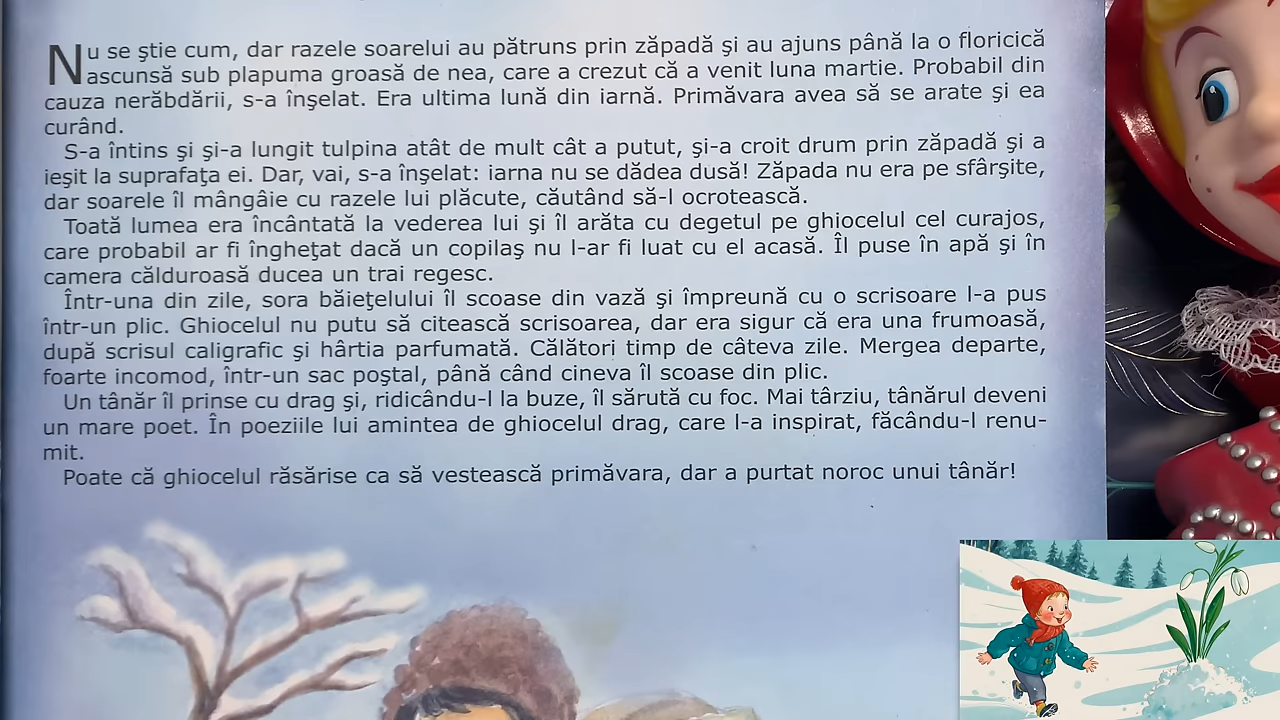 Nu se ştie cum, dar razele soarelui au pătruns prin zăpadă şi au ajuns până la o floricică
ascunsă sub plapuma groasă de nea, care a crezut că a venit luna martie. Probabil din
cauza nerăbdării, s-a înşelat. Era ultima lună din iarnă. Primăvara avea să se arate şi ea
curând.
S-a întins şi şi-a lungit tulpina atât de mult cât a putut, şi-a croit drum prin zăpadă şi a
ieşit la suprafaţa ei. Dar, vai, s-a înşelat: iarna nu se dădea dusă! Zăpada nu era pe sfârşite,
dar soarele îl mângâie cu razele lui plăcute, căutând să-l ocrotească.
Toată lumea era încântată la vederea lui şi îl arăta cu degetul pe ghiocelul cel curajos,
care probabil ar fi îngheţat dacă un copilaş nu l-ar fi luat cu el acasă. Îl puse în apă şi în
camera călduroasă ducea un trai regesc.
Într-una din zile, sora băieţelului îl scoase din vază şi împreună cu o scrisoare l-a pus
într-un plic. Ghiocelul nu putu să citească scrisoarea, dar era sigur că era una frumoasă,
după scrisul caligrafic şi hârtia parfumată. Călători timp de câteva zile. Mergea departe,
foarte incomod, într-un sac poştal, până când cineva îl scoase din plic.
Un tânăr îl prinse cu drag şi, ridicându-l la buze, îl sărută cu foc. Mai târziu, tânărul deveni
un mare poet. În poeziile lui amintea de ghiocelul drag, care l-a inspirat, făcându-l renu-
mit.
Poate că ghiocelul răsărise ca să vestească primăvara, dar a purtat noroc unui tânăr!